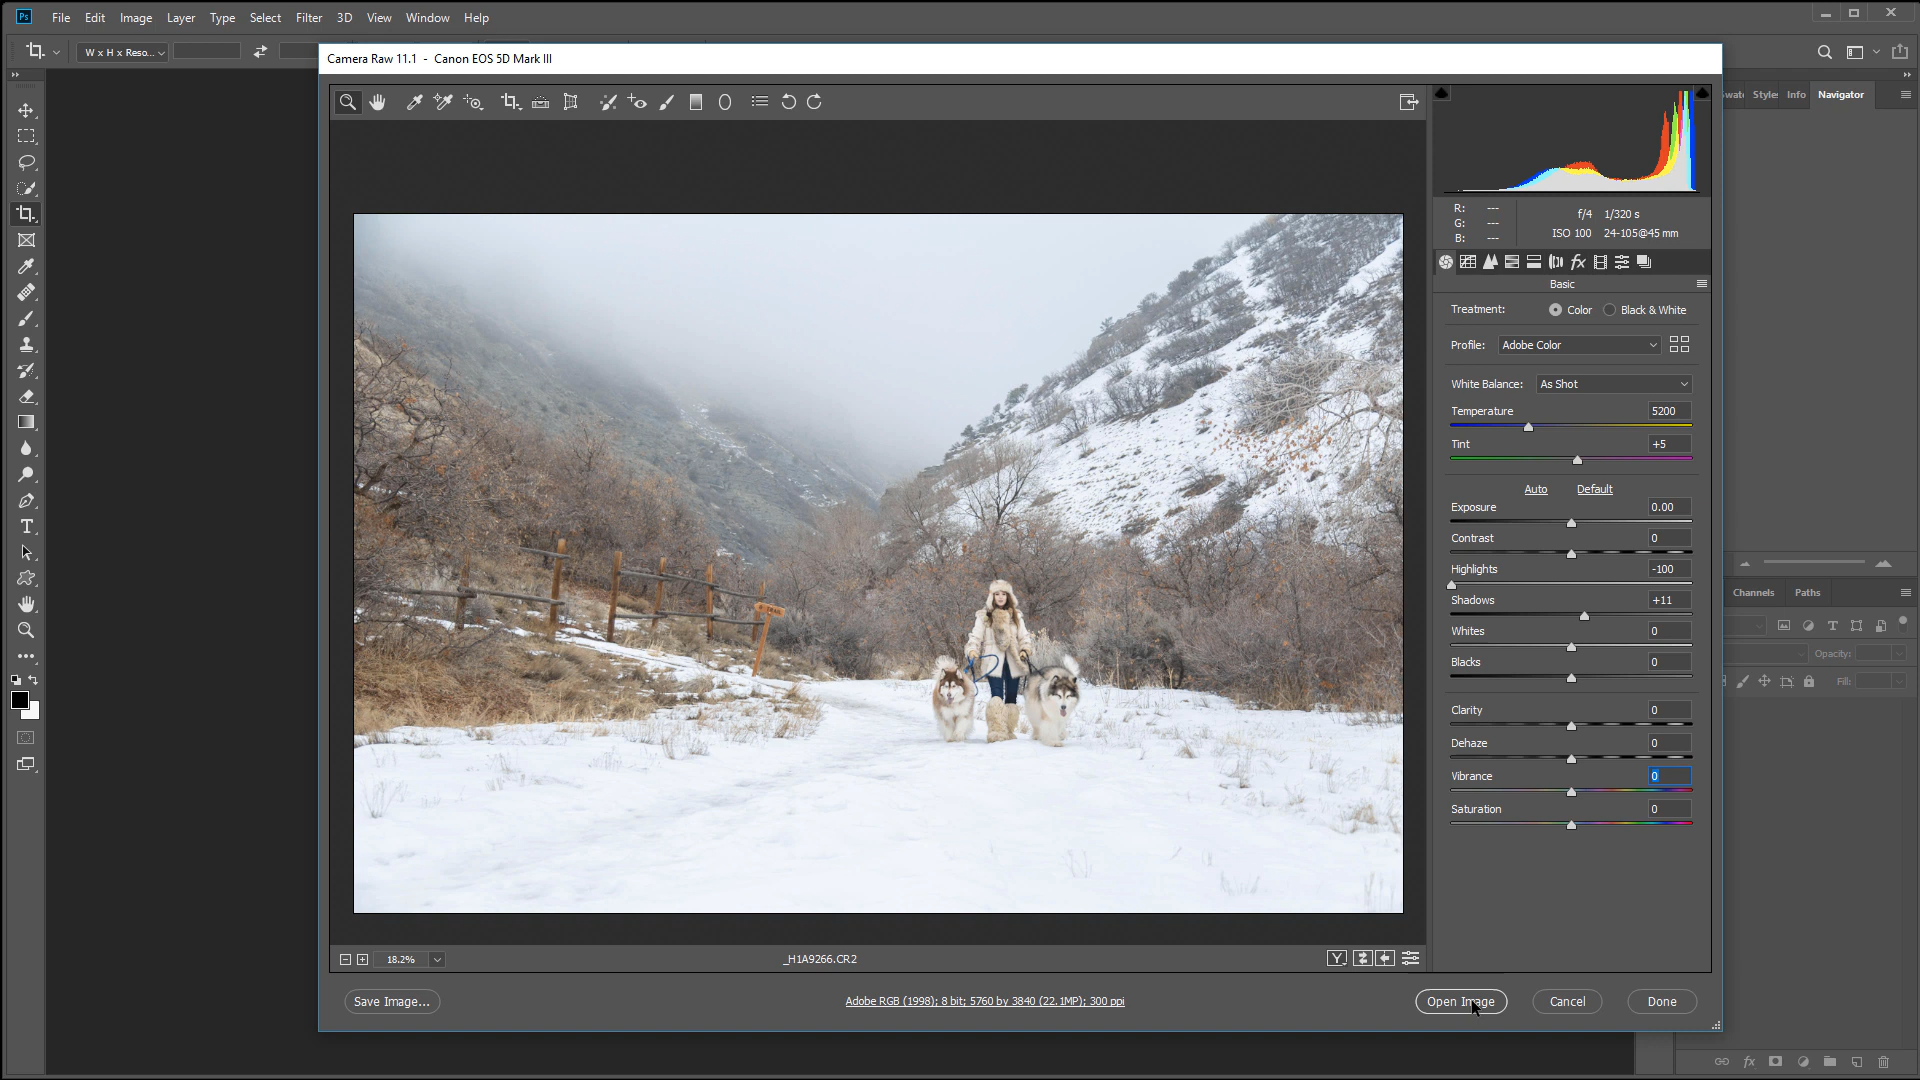 Ps File Edit Image Layer Type Select Filter 3D View Window Help
W x H x Reso...
Camera Raw 11.1 - Canon EOS 5D Mark III
Styles Info Navigator
R: ---
G: ---
B: ---
f/4 1/320 s
ISO 100 24-105@45 mm
Basic
Treatment: Color Black & White
Profile: Adobe Color
White Balance: As Shot
Temperature 5200
Tint +5
Auto Default
Exposure 0.00
Contrast 0
Highlights -100
Shadows +11
Whites 0
Blacks 0
Clarity 0
Dehaze 0
Vibrance 0
Saturation 0
Channels Paths
Opacity:
Fill:
18.2%
_H1A9266.CR2
Save Image...
Adobe RGB (1998); 8 bit; 5760 by 3840 (22.1MP); 300 ppi
Open Image Cancel Done